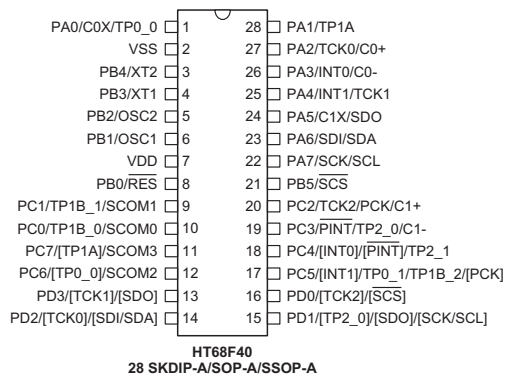 PA0/C0X/TP0_0 1 28 PA1/TP1A
VSS 2 27 PA2/TCK0/C0+
PB4/XT2 3 26 PA3/INT0/C0-
PB3/XT1 4 25 PA4/INT1/TCK1
PB2/OSC2 5 24 PA5/C1X/SDO
PB1/OSC1 6 23 PA6/SDI/SDA
VDD 7 22 PA7/SCK/SCL
PB0/RES 8 21 PB5/SCS
PC1/TP1B_1/SCOM1 9 20 PC2/TCK2/PCK/C1+
PC0/TP1B_0/SCOM0 10 19 PC3/PINT/TP2_0/C1-
PC7/[TP1A]/SCOM3 11 18 PC4/[INT0]/[PINT]/TP2_1
PC6/[TP0_0]/SCOM2 12 17 PC5/[INT1]/TP0_1/TP1B_2/[PCK]
PD3/[TCK1]/[SDO] 13 16 PD0/[TCK2]/[SCS]
PD2/[TCK0]/[SDI/SDA] 14 15 PD1/[TP2_0]/[SDO]/[SCK/SCL]
HT68F40
28 SKDIP-A/SOP-A/SSOP-A